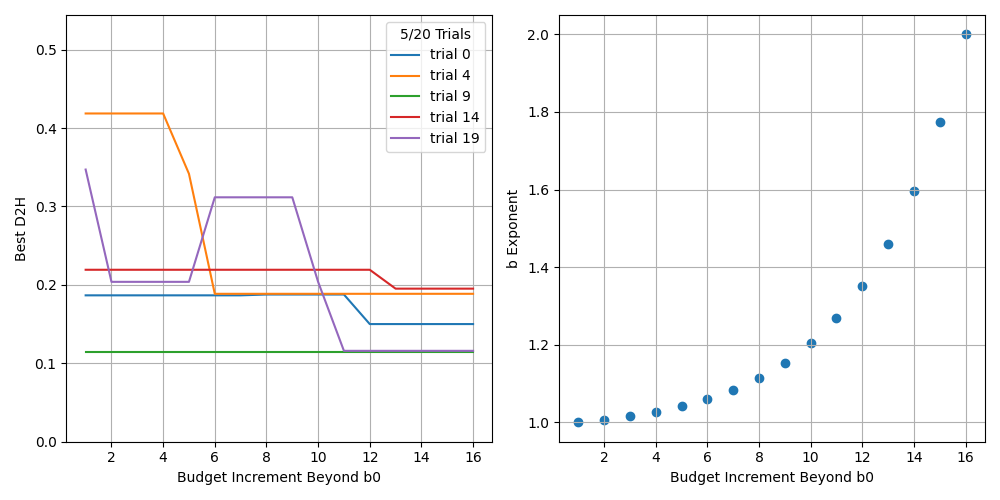 5/20 Trials
trial 0
trial 4
trial 9
trial 14
trial 19
0.5
0.4
0.3
0.2
0.1
0.0
Best D2H
2 4 6 8 10 12 14 16
Budget Increment Beyond b0
2.0
1.8
1.6
1.4
1.2
1.0
b Exponent
2 4 6 8 10 12 14 16
Budget Increment Beyond b0